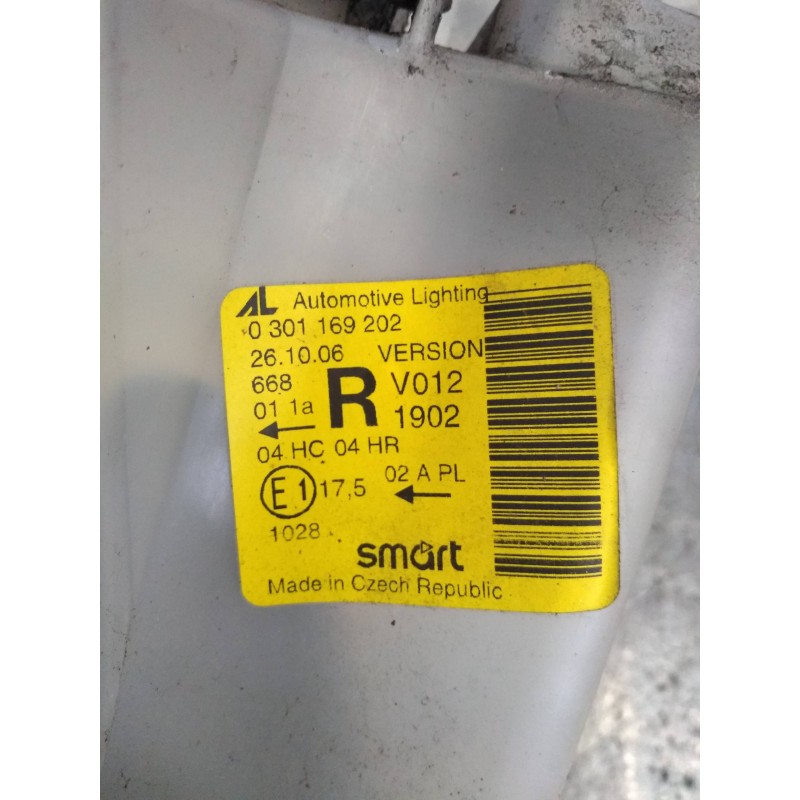 AL Automotive Lighting
0 301 169 202
26.10.06 VERSION
668 R V012
01 1a 1902
04 HC 04 HR
E1 17,5 02 A PL
1028
smart
Made in Czech Republic